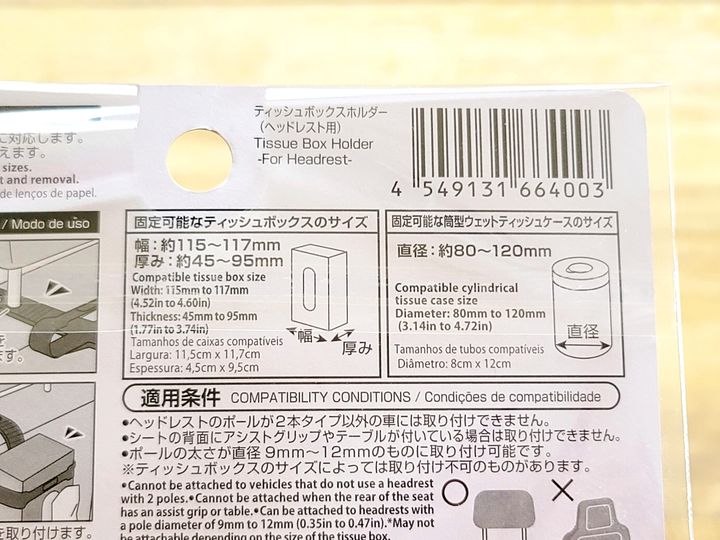 ティッシュボックスホルダー
（ヘッドレスト用）
Tissue Box Holder
-For Headrest-
4 549131 664003
に対応します。
えます。
sizes.
t and removal.
de lenços de papel.
/ Modo de uso
ます。
を取り付けます。
固定可能なティッシュボックスのサイズ
幅：約115〜117mm
厚み：約45〜95mm
Compatible tissue box size
Width: 115mm to 117mm
(4.52in to 4.60in)
Thickness: 45mm to 95mm
(1.77in to 3.74in)
Tamanhos de caixas compatíveis
Largura: 11,5cm x 11,7cm
Espessura: 4,5cm x 9,5cm
幅
厚み
固定可能な筒型ウェットティッシュケースのサイズ
直径：約80〜120mm
Compatible cylindrical
tissue case size
Diameter: 80mm to 120mm
(3.14in to 4.72in)
Tamanhos de tubos compatíveis
Diâmetro: 8cm x 12cm
直径
適用条件 COMPATIBILITY CONDITIONS / Condições de compatibilidade
•ヘッドレストのポールが2本タイプ以外の車には取り付けできません。
•シートの背面にアシストグリップやテーブルが付いている場合は取り付けできません。
•ポールの太さが直径 9mm〜12mmのものに取り付け可能です。
※ティッシュボックスのサイズによっては取り付け不可のものがあります。
•Cannot be attached to vehicles that do not use a headrest
with 2 poles.•Cannot be attached when the rear of the seat
has an assist grip or table.•Can be attached to headrests with
a pole diameter of 9mm to 12mm (0.35in to 0.47in).*May not
be attachable depending on the size of the tissue box.